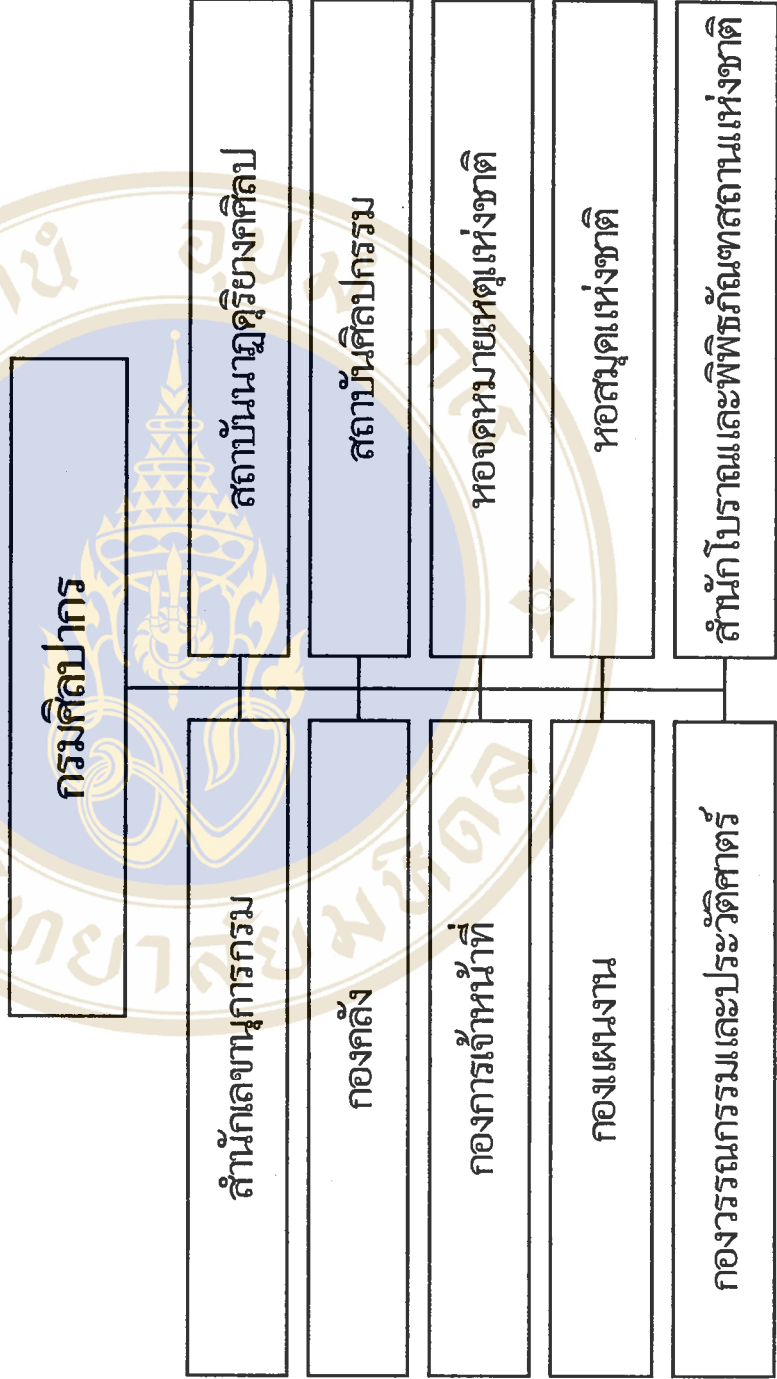 กรมศิลปากร
สำนักเลขานุการกรม
สถาบันนาฏดุริยางคศิลป
กองคลัง
สถาบันศิลปกรรม
กองการเจ้าหน้าที่
หอจดหมายเหตุแห่งชาติ
กองแผนงาน
หอสมุดแห่งชาติ
กองวรรณกรรมและประวัติศาตร์
สำนักโบราณและพิพิธภัณฑสถานแห่งชาติ